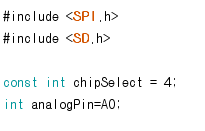 #include <SPI.h>
#include <SD.h>
const int chipSelect = 4;
int analogPin=A0;